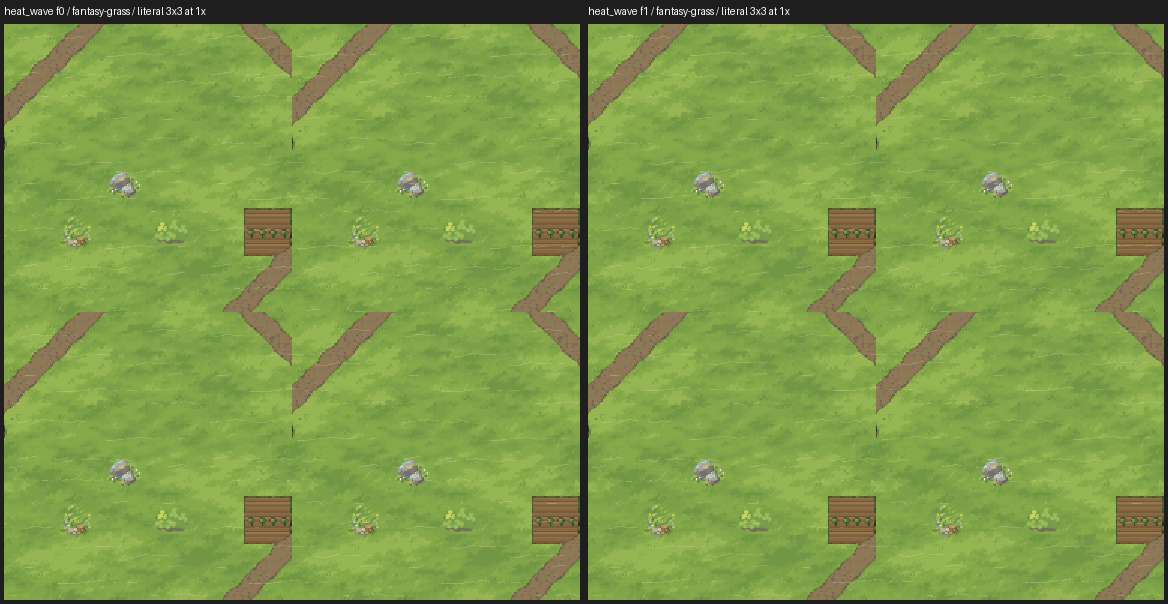 heat_wave f0 / fantasy-grass / literal 3x3 at 1x
heat_wave f1 / fantasy-grass / literal 3x3 at 1x